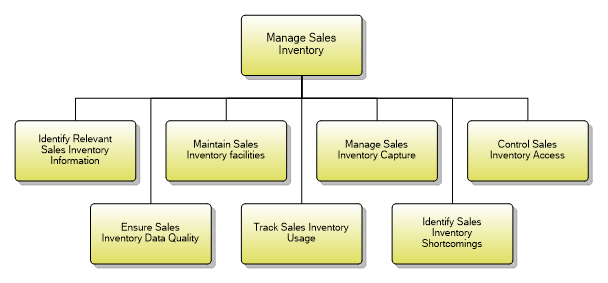 Manage Sales
Inventory
Identify Relevant
Sales Inventory
Information
Maintain Sales
Inventory facilities
Manage Sales
Inventory Capture
Control Sales
Inventory Access
Ensure Sales
Inventory Data Quality
Track Sales Inventory
Usage
Identify Sales
Inventory
Shortcomings